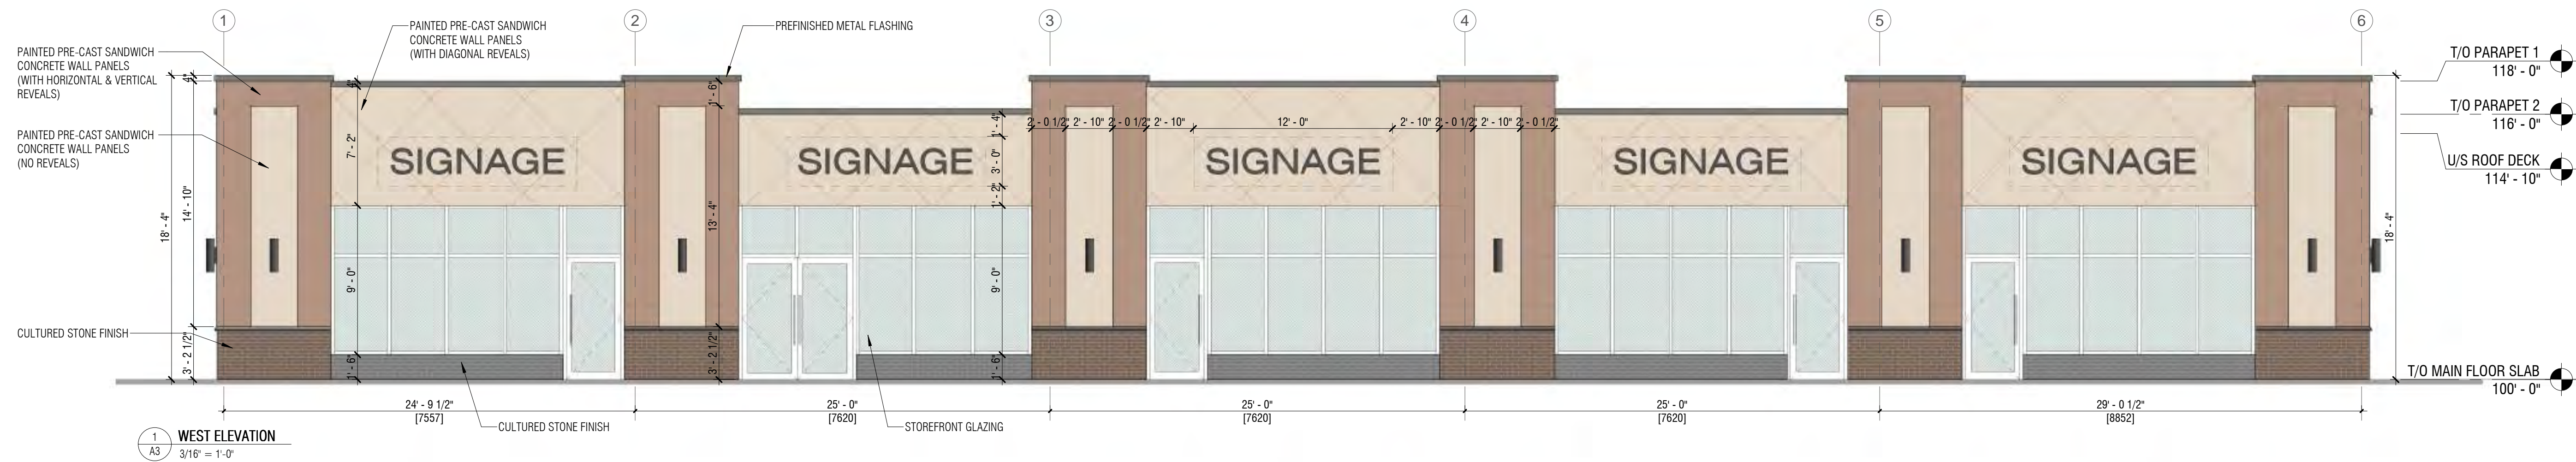 1
2
3
4
5
6
PAINTED PRE-CAST SANDWICH
CONCRETE WALL PANELS
(WITH HORIZONTAL & VERTICAL
REVEALS)
PAINTED PRE-CAST SANDWICH
CONCRETE WALL PANELS
(WITH DIAGONAL REVEALS)
PREFINISHED METAL FLASHING
PAINTED PRE-CAST SANDWICH
CONCRETE WALL PANELS
(NO REVEALS)
CULTURED STONE FINISH
T/O PARAPET 1
118' - 0"
T/O PARAPET 2
116' - 0"
U/S ROOF DECK
114' - 10"
T/O MAIN FLOOR SLAB
100' - 0"
18' - 4"
4"
14' - 10"
3' - 2 1/2"
4"
7' - 2"
9' - 0"
1' - 6"
1' - 6"
13' - 4"
3' - 2 1/2"
1' - 4"
3' - 0"
1' - 2"
9' - 0"
1' - 6"
2' - 0 1/2"
2' - 10"
2' - 0 1/2"
2' - 10"
12' - 0"
2' - 10"
2' - 0 1/2"
2' - 10"
2' - 0 1/2"
18' - 4"
SIGNAGE
SIGNAGE
SIGNAGE
SIGNAGE
SIGNAGE
24' - 9 1/2"
[7557]
25' - 0"
[7620]
25' - 0"
[7620]
25' - 0"
[7620]
29' - 0 1/2"
[8852]
CULTURED STONE FINISH
STOREFRONT GLAZING
1
A3
WEST ELEVATION
3/16" = 1'-0"